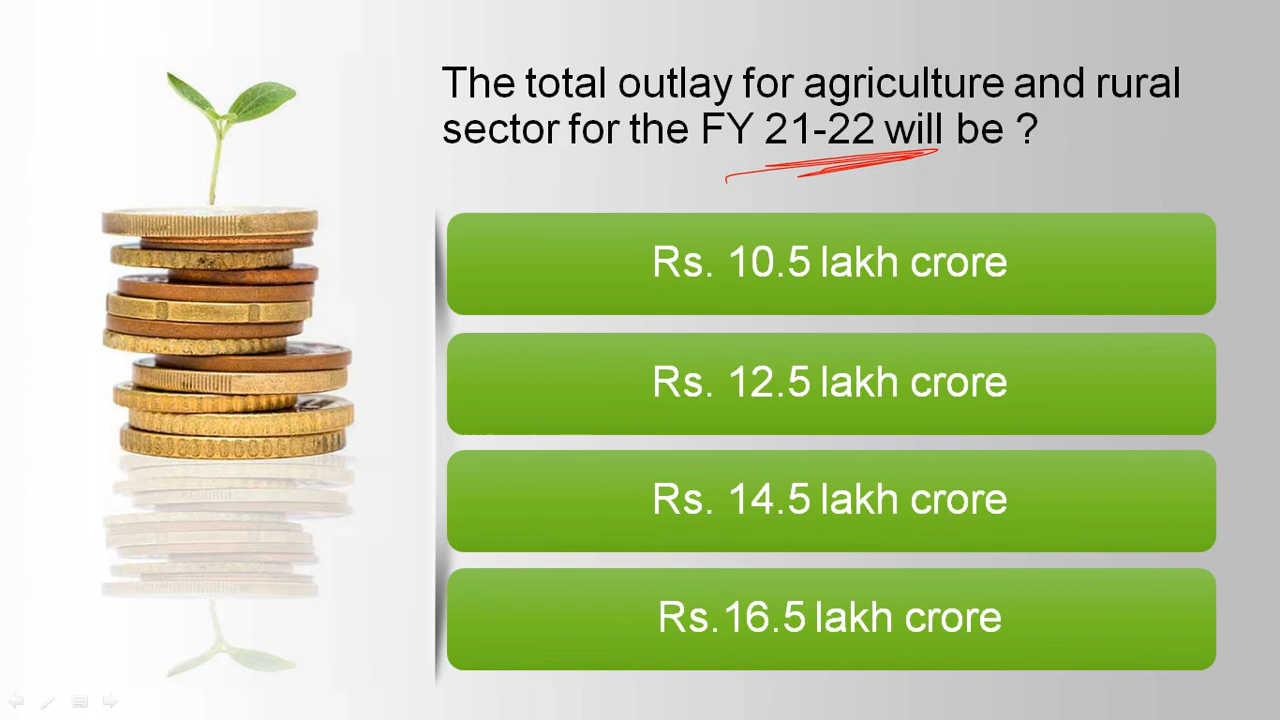 The total outlay for agriculture and rural
sector for the FY 21-22 will be ?
Rs. 10.5 lakh crore
Rs. 12.5 lakh crore
Rs. 14.5 lakh crore
Rs.16.5 lakh crore